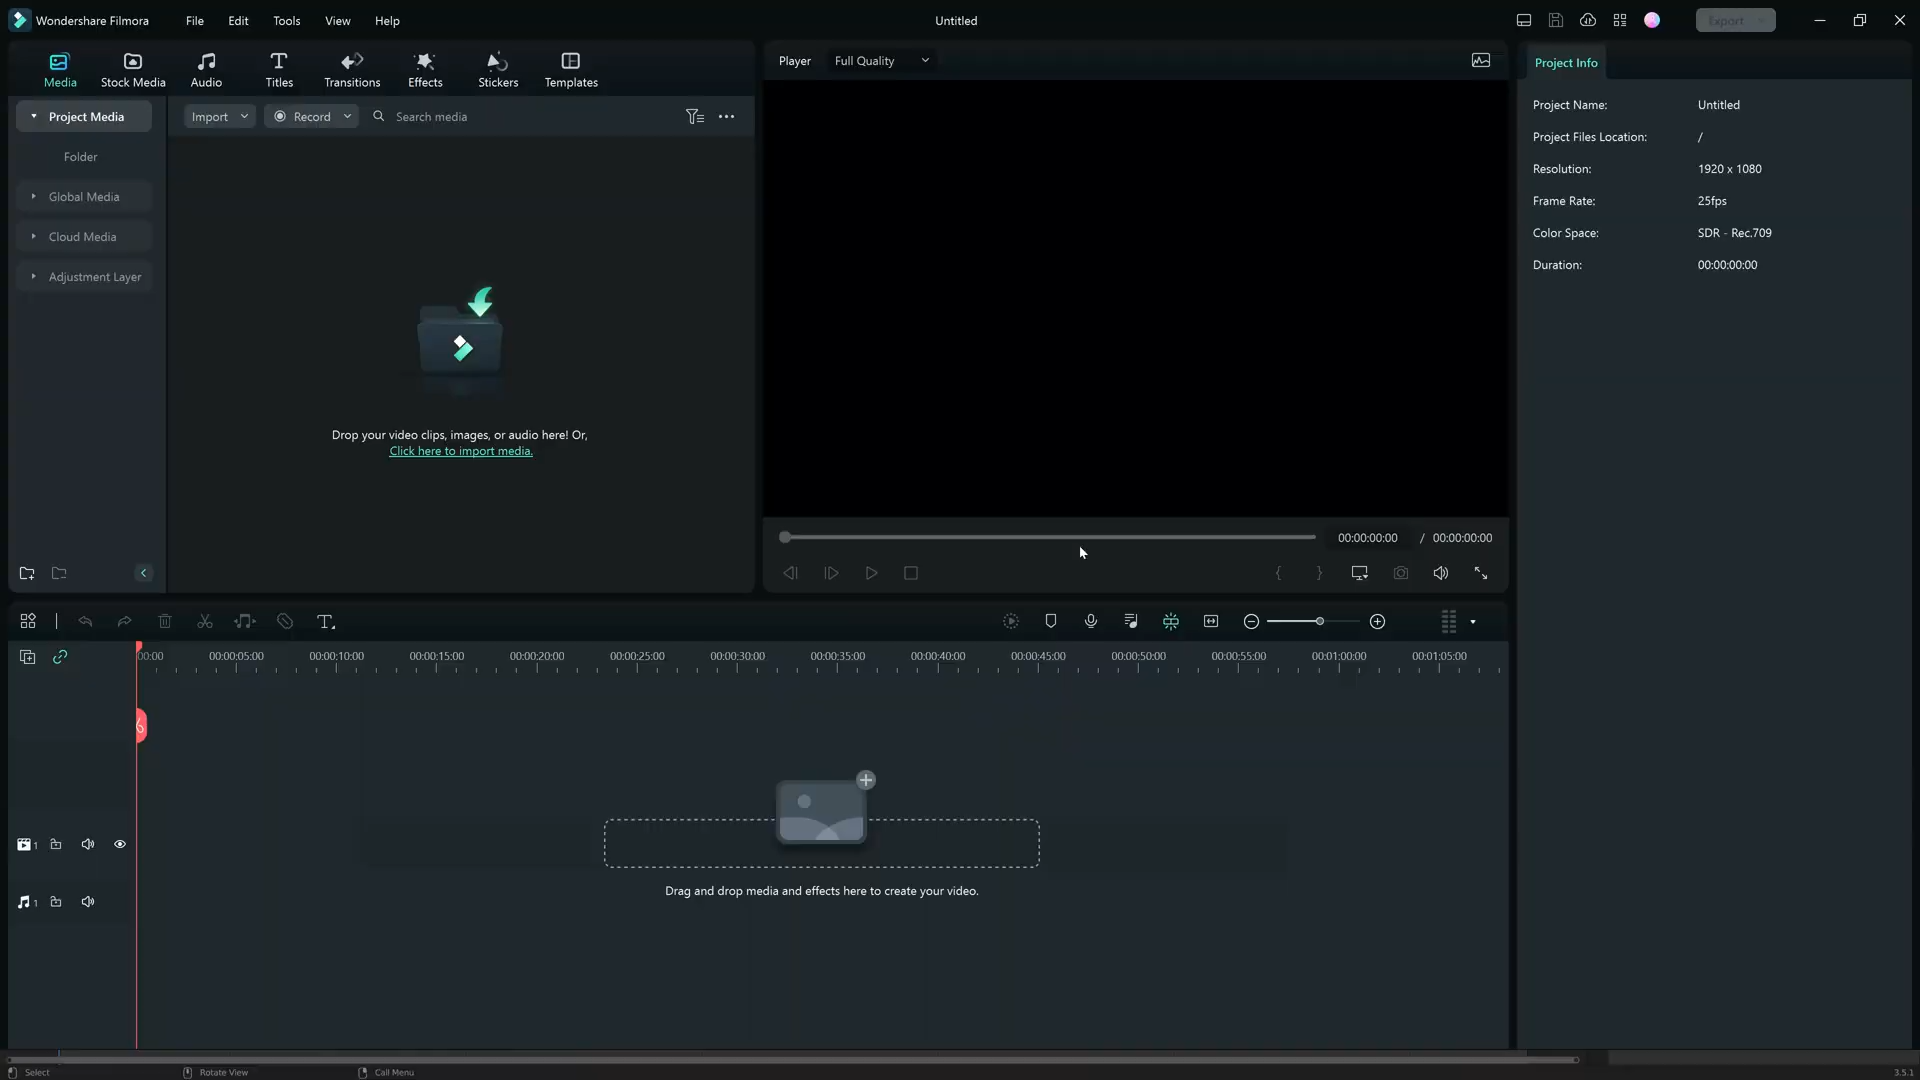 Wondershare Filmora
File
Edit
Tools
View
Help
Untitled
Export
Media
Stock Media
Audio
Titles
Transitions
Effects
Stickers
Templates
Player
Full Quality
Project Info
Project Media
Folder
Global Media
Cloud Media
Adjustment Layer
Import
Record
Search media
Drop your video clips, images, or audio here! Or,
Click here to import media.
Project Name: Untitled
Project Files Location: /
Resolution: 1920 x 1080
Frame Rate: 25fps
Color Space: SDR - Rec.709
Duration: 00:00:00:00
00:00:00:00 / 00:00:00:00
00:00 00:00:05:00 00:00:10:00 00:00:15:00 00:00:20:00 00:00:25:00 00:00:30:00 00:00:35:00 00:00:40:00 00:00:45:00 00:00:50:00 00:00:55:00 00:01:00:00 00:01:05:00
1
Drag and drop media and effects here to create your video.
1
Select
Rotate View
Call Menu
3.5.1